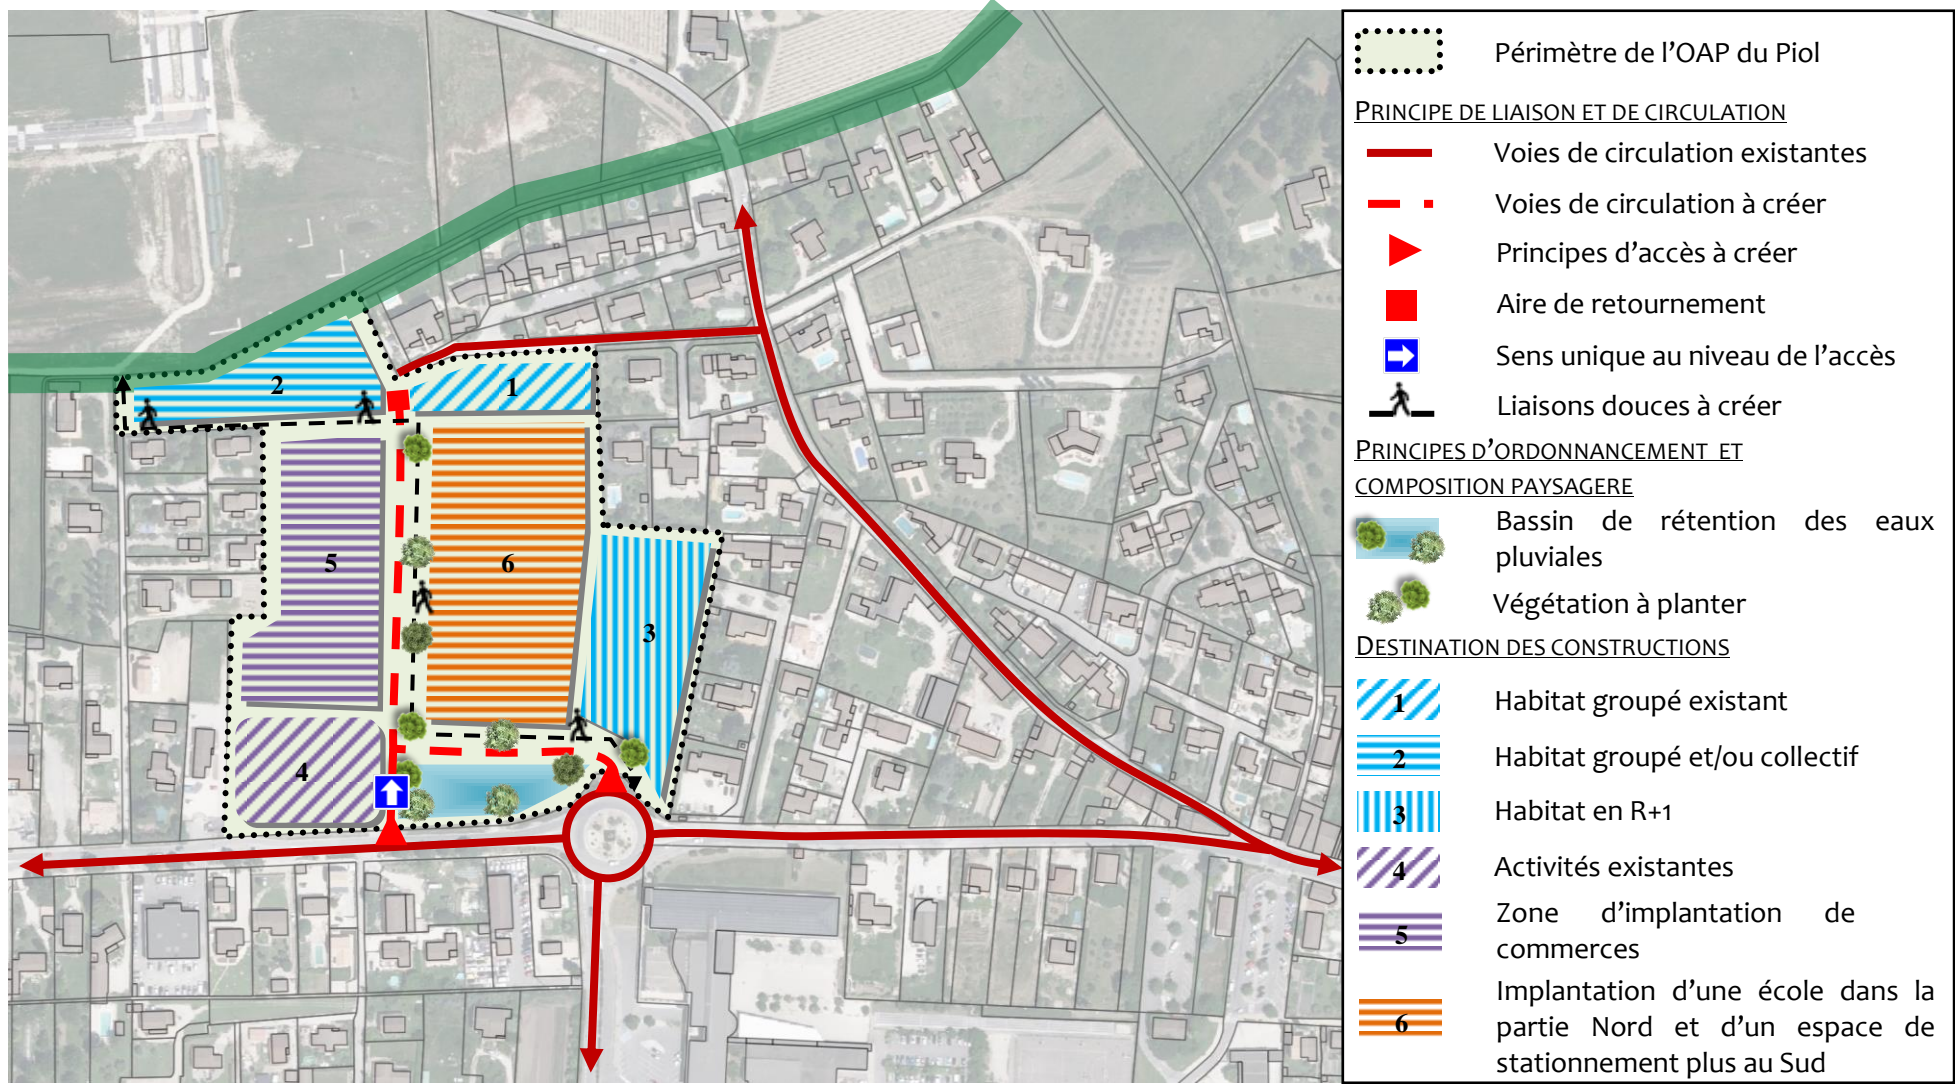 2
1
5
6
3
4
Périmètre de l'OAP du Piol
PRINCIPE DE LIAISON ET DE CIRCULATION
Voies de circulation existantes
Voies de circulation à créer
Principes d'accès à créer
Aire de retournement
Sens unique au niveau de l'accès
Liaisons douces à créer
PRINCIPES D'ORDONNANCEMENT ET
COMPOSITION PAYSAGERE
Bassin de rétention des eaux
pluviales
Végétation à planter
DESTINATION DES CONSTRUCTIONS
1 Habitat groupé existant
2 Habitat groupé et/ou collectif
3 Habitat en R+1
4 Activités existantes
Zone d'implantation de
5 commerces
Implantation d'une école dans la
6 partie Nord et d'un espace de
stationnement plus au Sud